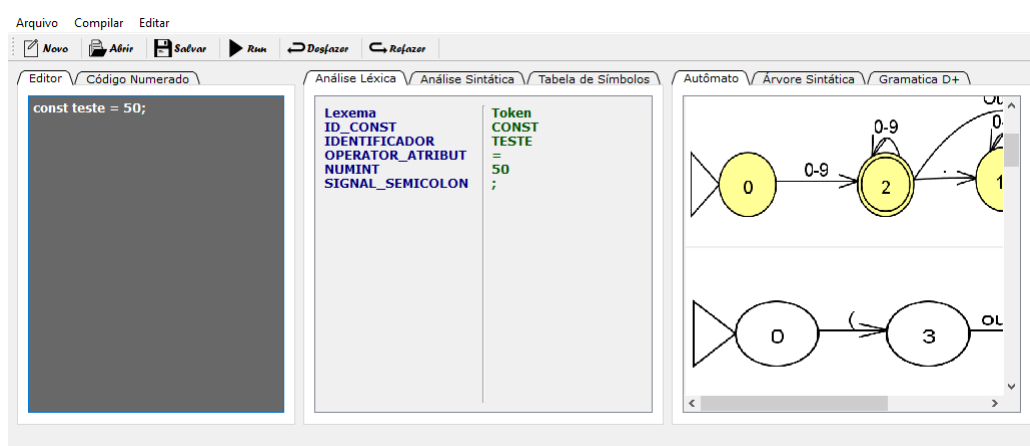 Arquivo Compilar Editar
Novo Abrir Salvar Run Desfazer Refazer
Editor Código Numerado
Análise Léxica Análise Sintática Tabela de Símbolos
Autômato Árvore Sintática Gramatica D+
const teste = 50;
Lexema Token
ID_CONST CONST
IDENTIFICADOR TESTE
OPERATOR_ATRIBUT =
NUMINT 50
SIGNAL_SEMICOLON ;
0-9
0 0-9 2 . 1
0 ( 3